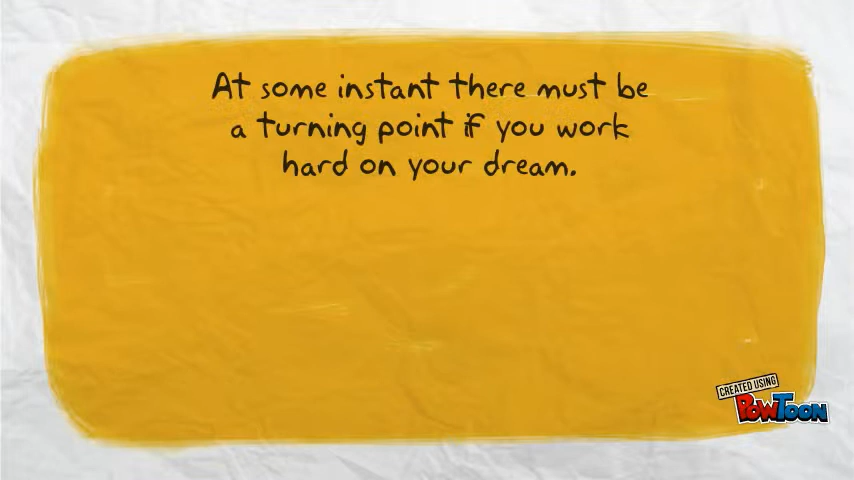 At some instant there must be
a turning point if you work
hard on your dream.
CREATED USING
POWTOON